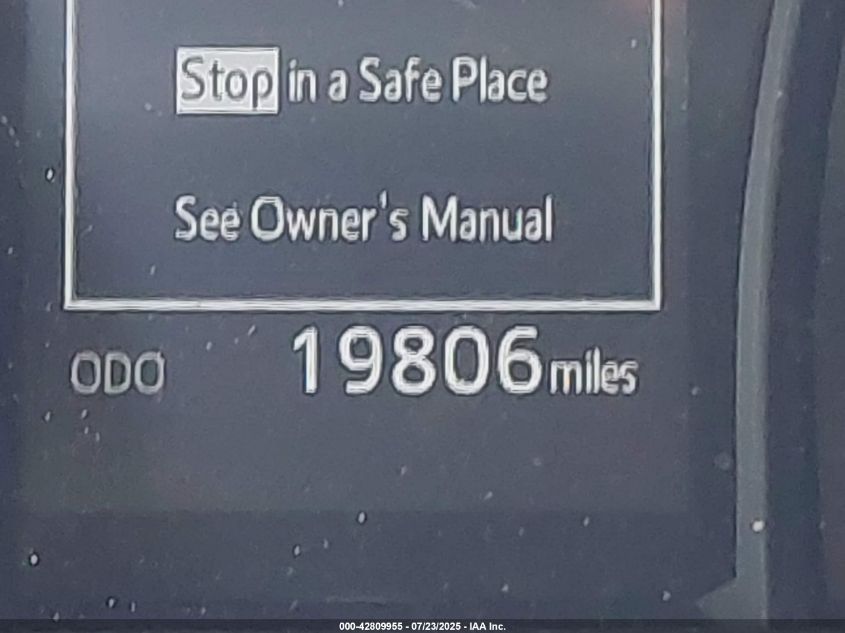 Stop in a Safe Place
See Owner's Manual
ODO 19806 miles
000-42809955 - 07/23/2025 - IAA Inc.